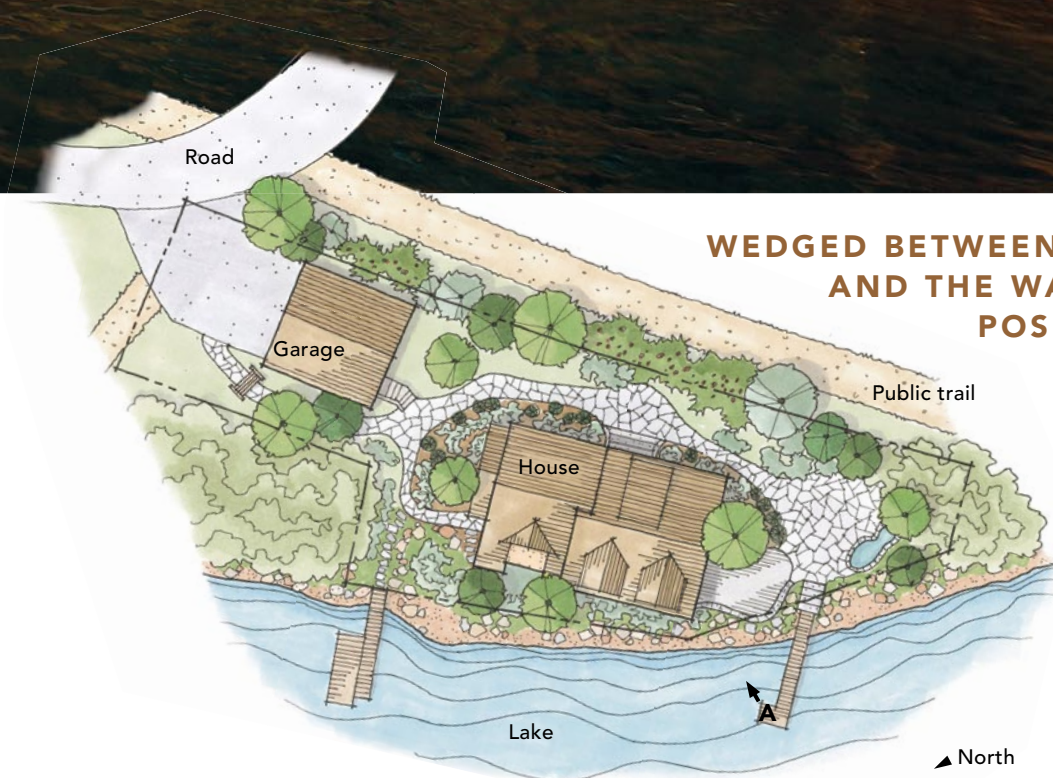 Road
WEDGED BETWEEN
AND THE WA
POS
Garage
Public trail
House
A
Lake
North